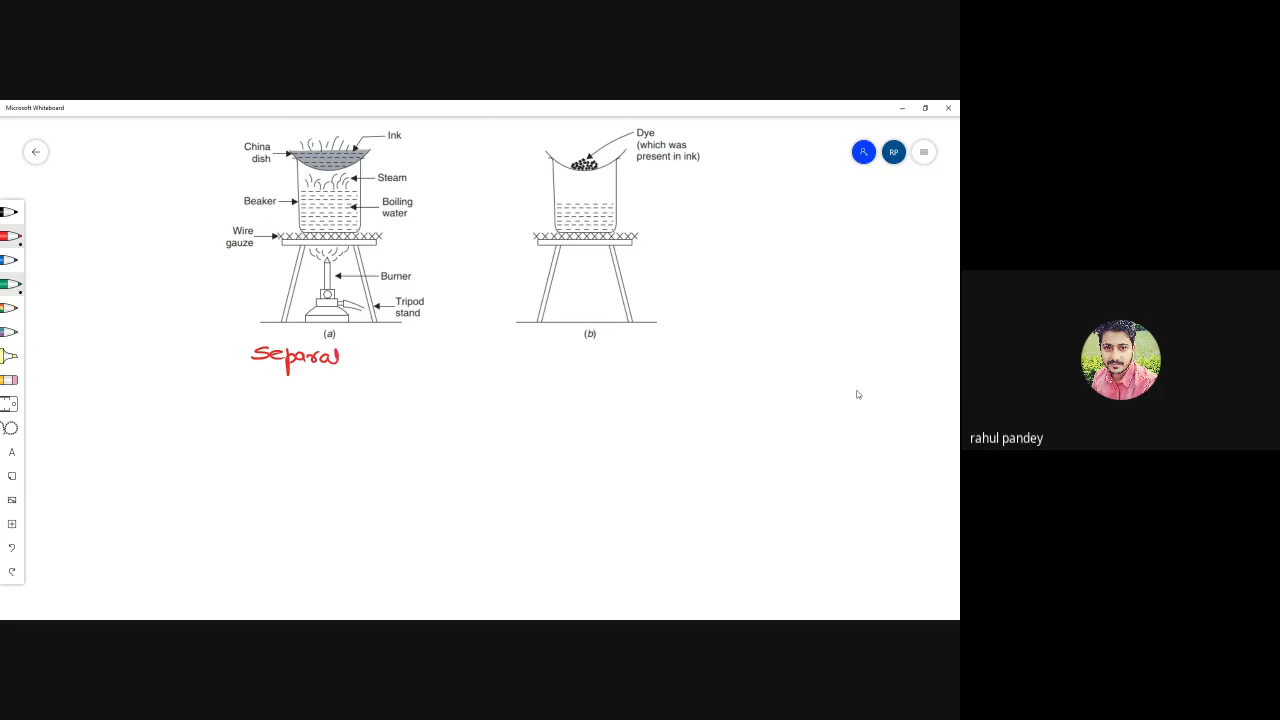 Microsoft Whiteboard
Ink
China
dish
Steam
Beaker
Boiling
water
Wire
gauze
Burner
Tripod
stand
(a)
Dye
(which was
present in ink)
(b)
RP
A
Separal
rahul pandey